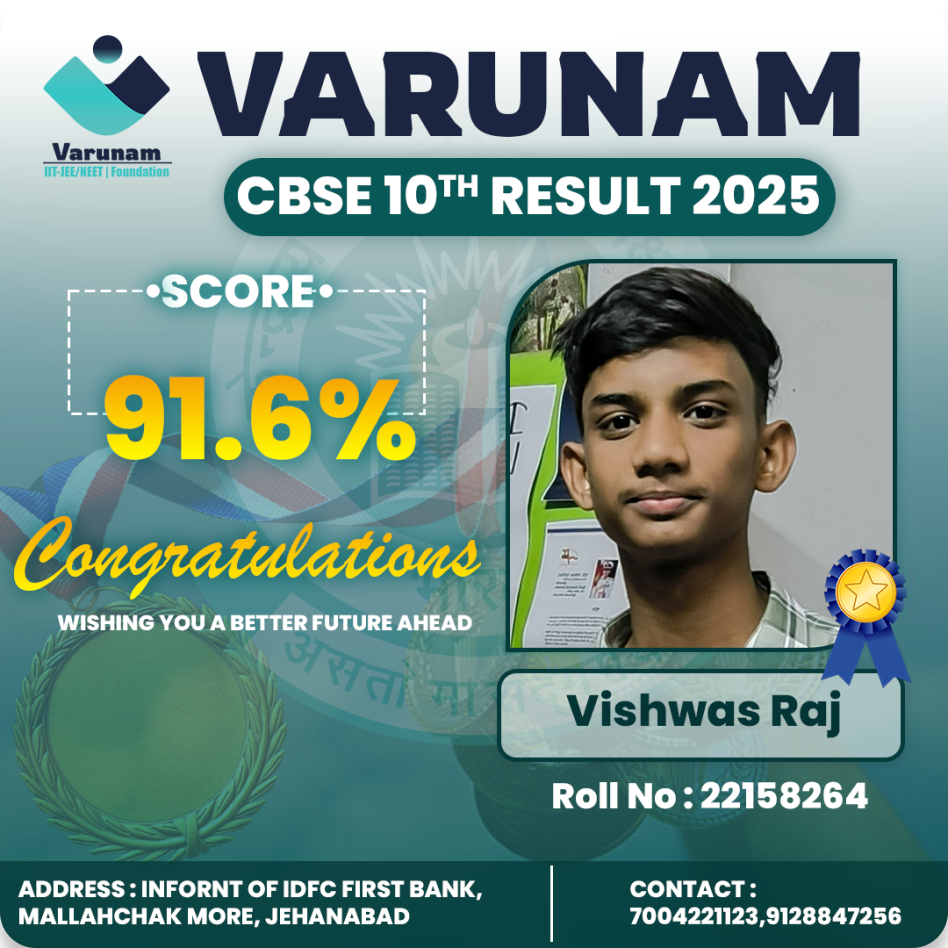 VARUNAM
Varunam
IIT-JEE/NEET | Foundation
CBSE 10TH RESULT 2025
•SCORE•
91.6%
Congratulations
WISHING YOU A BETTER FUTURE AHEAD
असतो मा स
Vishwas Raj
Roll No : 22158264
ADDRESS : INFORNT OF IDFC FIRST BANK,
MALLAHCHAK MORE, JEHANABAD
CONTACT :
7004221123,9128847256